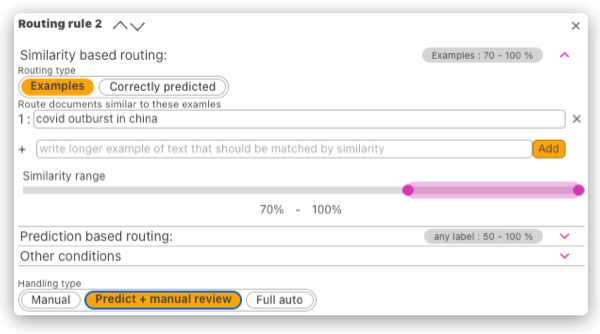 Routing rule 2
Similarity based routing: Examples : 70 - 100 %
Routing type
Examples Correctly predicted
Route documents similar to these examles
1 : covid outburst in china
+ write longer example of text that should be matched by similarity Add
Similarity range
70% - 100%
Prediction based routing: any label : 50 - 100 %
Other conditions
Handling type
Manual Predict + manual review Full auto